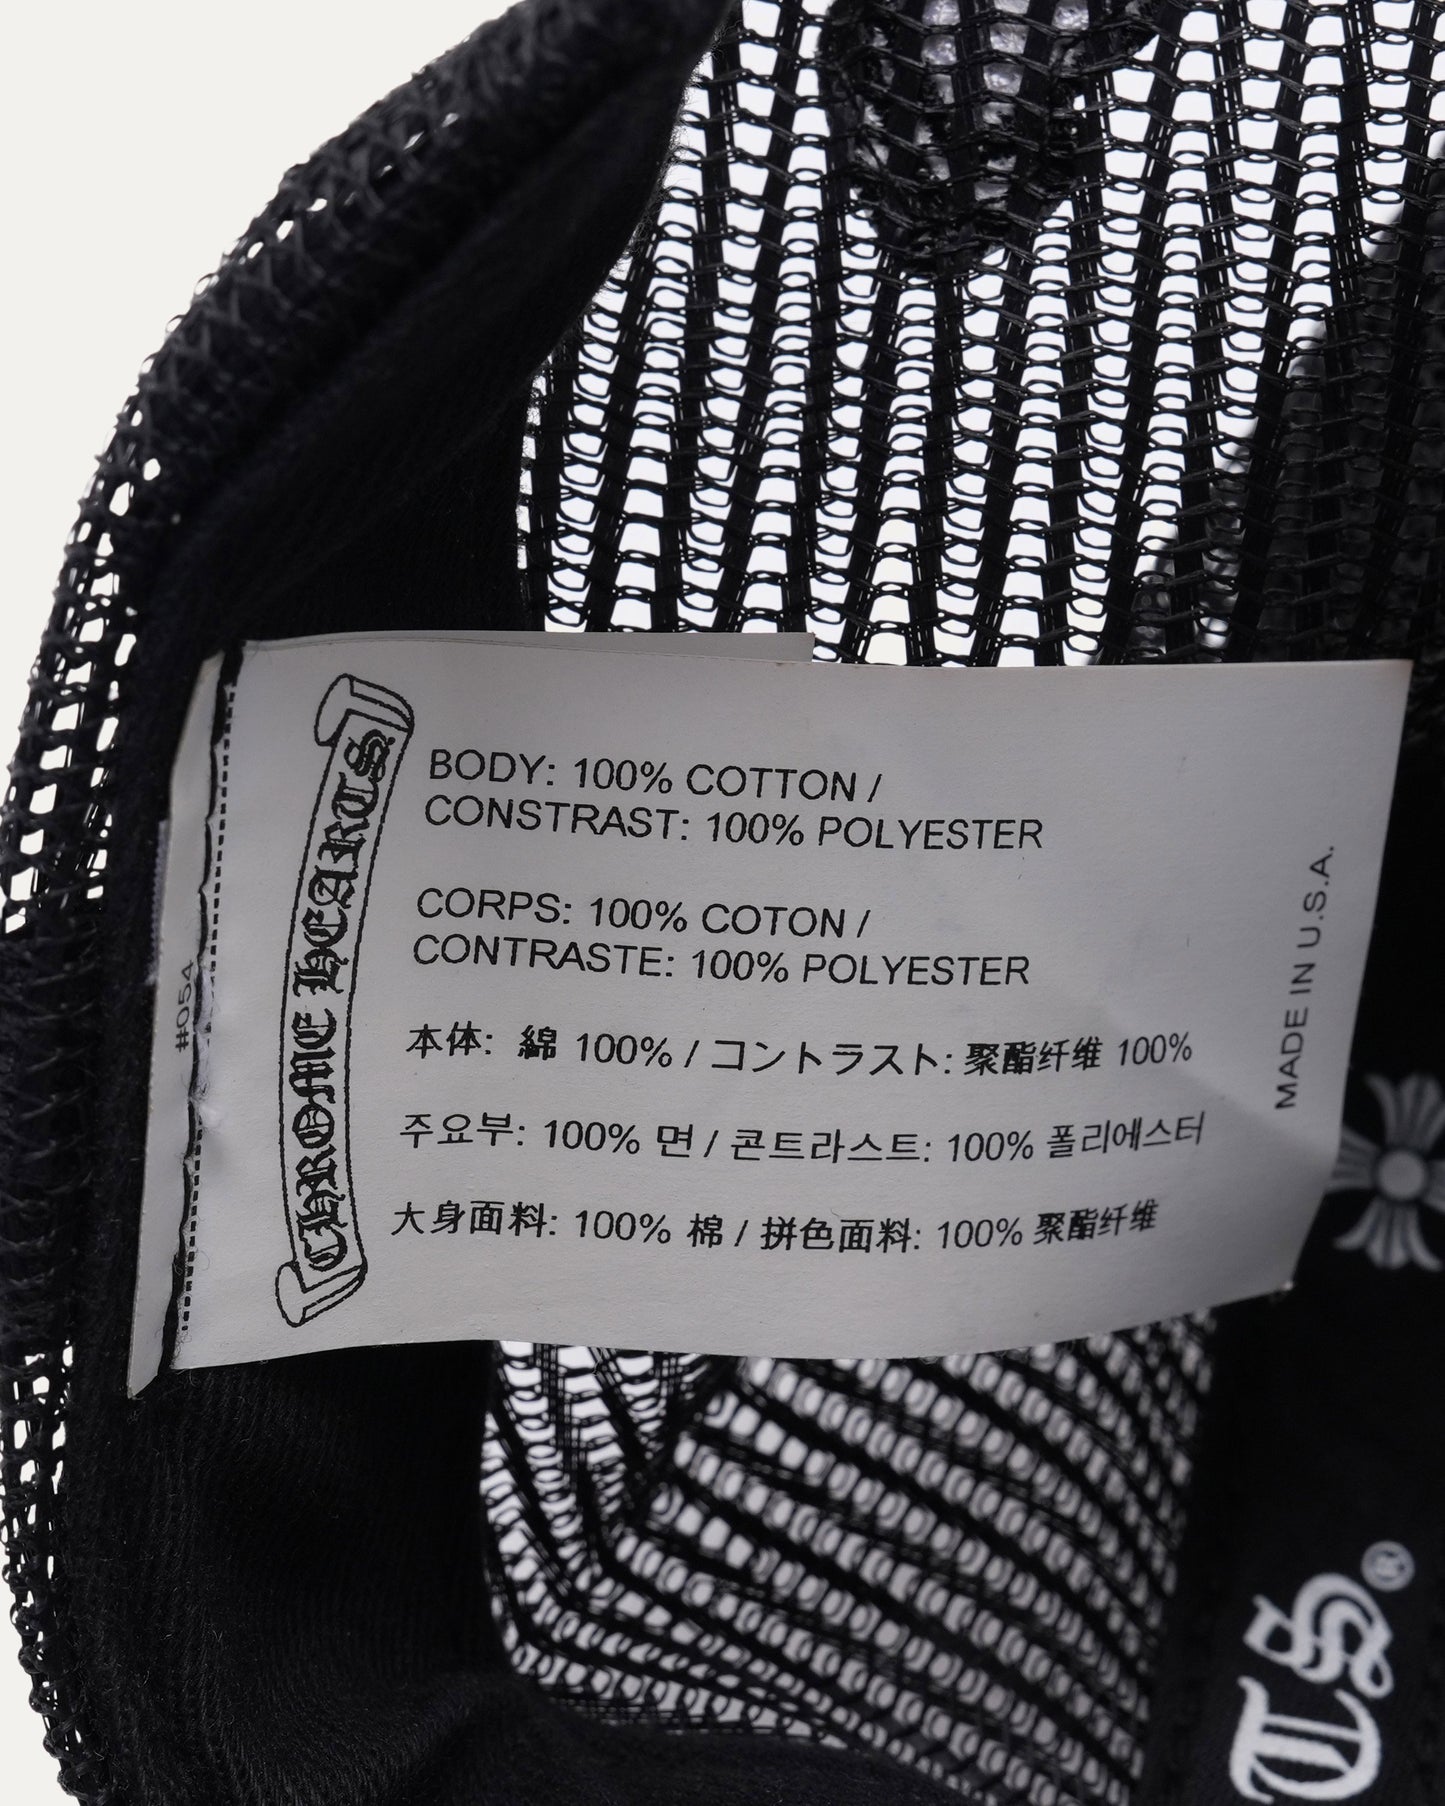 CHROME HEARTS
BODY: 100% COTTON /
CONSTRAST: 100% POLYESTER
CORPS: 100% COTON /
CONTRASTE: 100% POLYESTER
本体: 綿 100% / コントラスト: 聚酯纤维 100%
주요부: 100% 면 / 콘트라스트: 100% 폴리에스터
大身面料: 100% 棉 / 拼色面料: 100% 聚酯纤维
MADE IN U.S.A.
#054
TS®